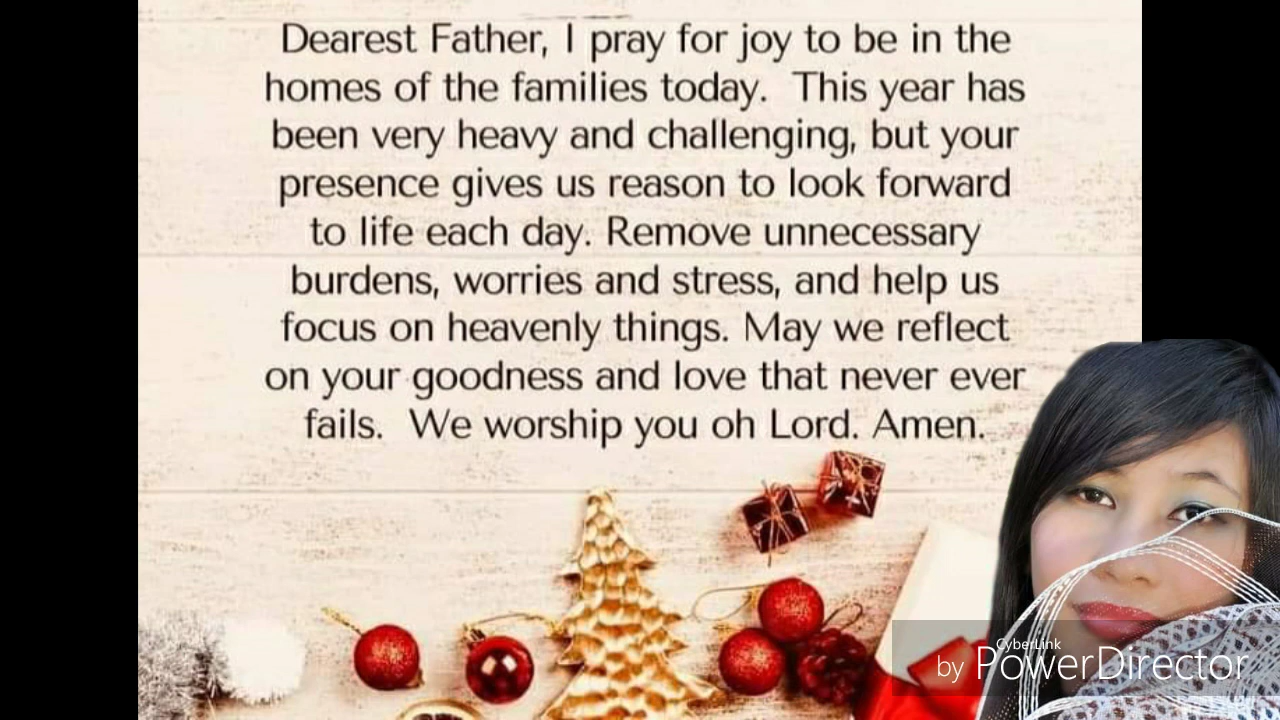 Dearest Father, I pray for joy to be in the
homes of the families today.  This year has
been very heavy and challenging, but your
presence gives us reason to look forward
to life each day. Remove unnecessary
burdens, worries and stress, and help us
focus on heavenly things. May we reflect
on your goodness and love that never ever
fails.  We worship you oh Lord. Amen.
CyberLink
by PowerDirector